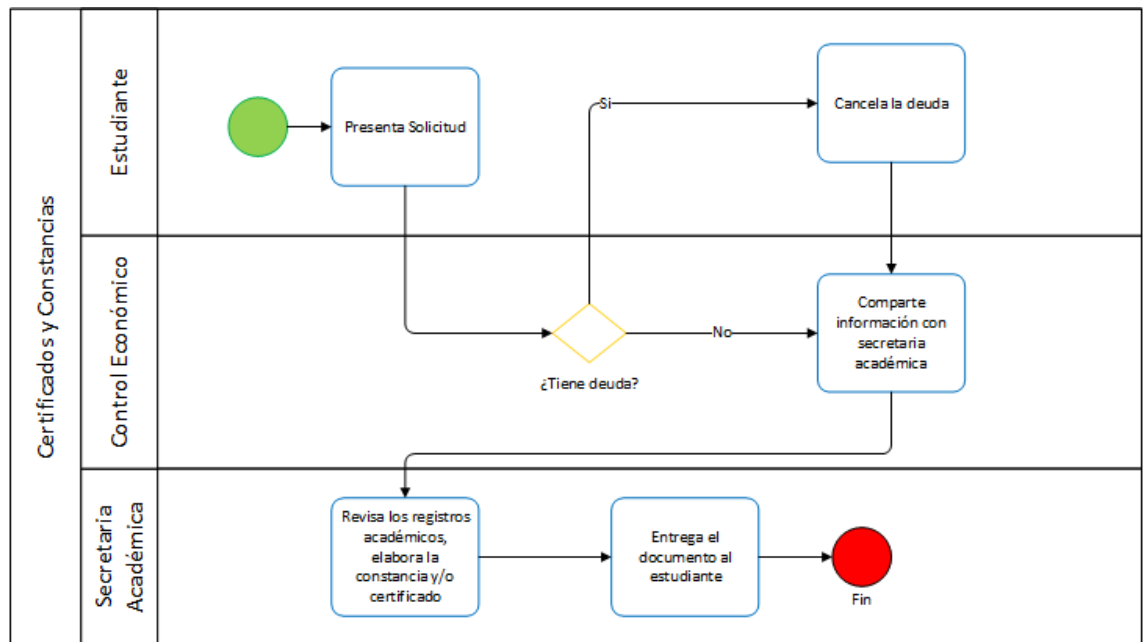 Certificados y Constancias
Estudiante
Presenta Solicitud
Si
Cancela la deuda
Control Económico
¿Tiene deuda?
No
Comparte
información con
secretaria
académica
Secretaria
Académica
Revisa los registros
académicos,
elabora la
constancia y/o
certificado
Entrega el
documento al
estudiante
Fin